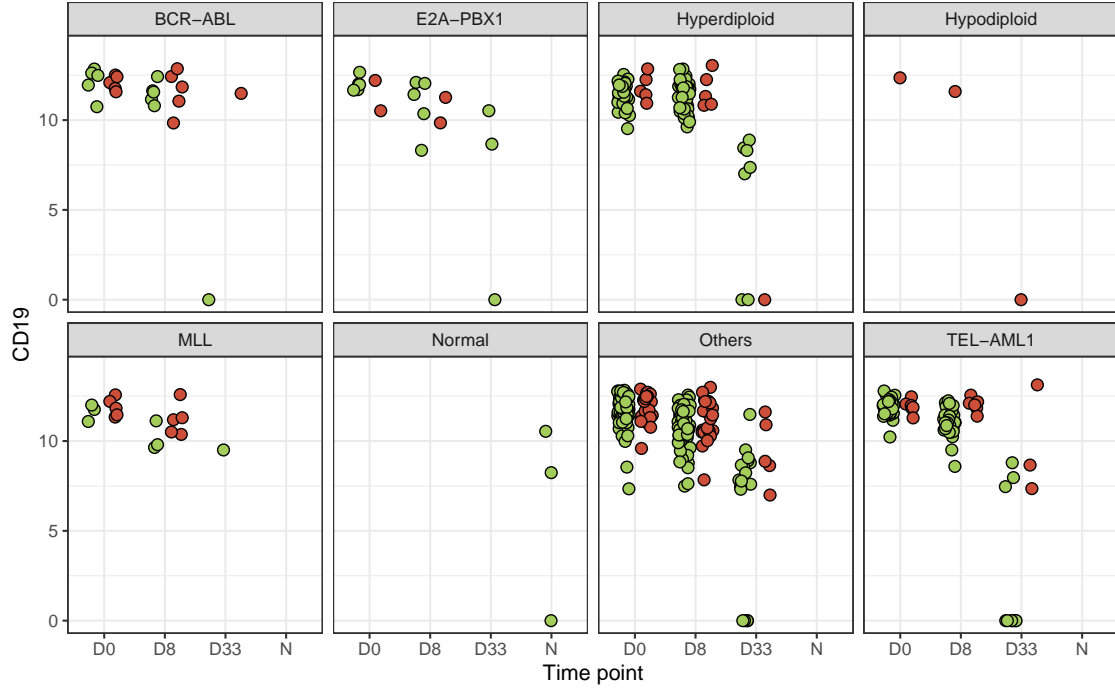 BCR−ABL E2A−PBX1 Hyperdiploid Hypodiploid
10
5
0
CD19
MLL Normal Others TEL−AML1
10
5
0
D0 D8 D33 N D0 D8 D33 N D0 D8 D33 N D0 D8 D33 N
Time point